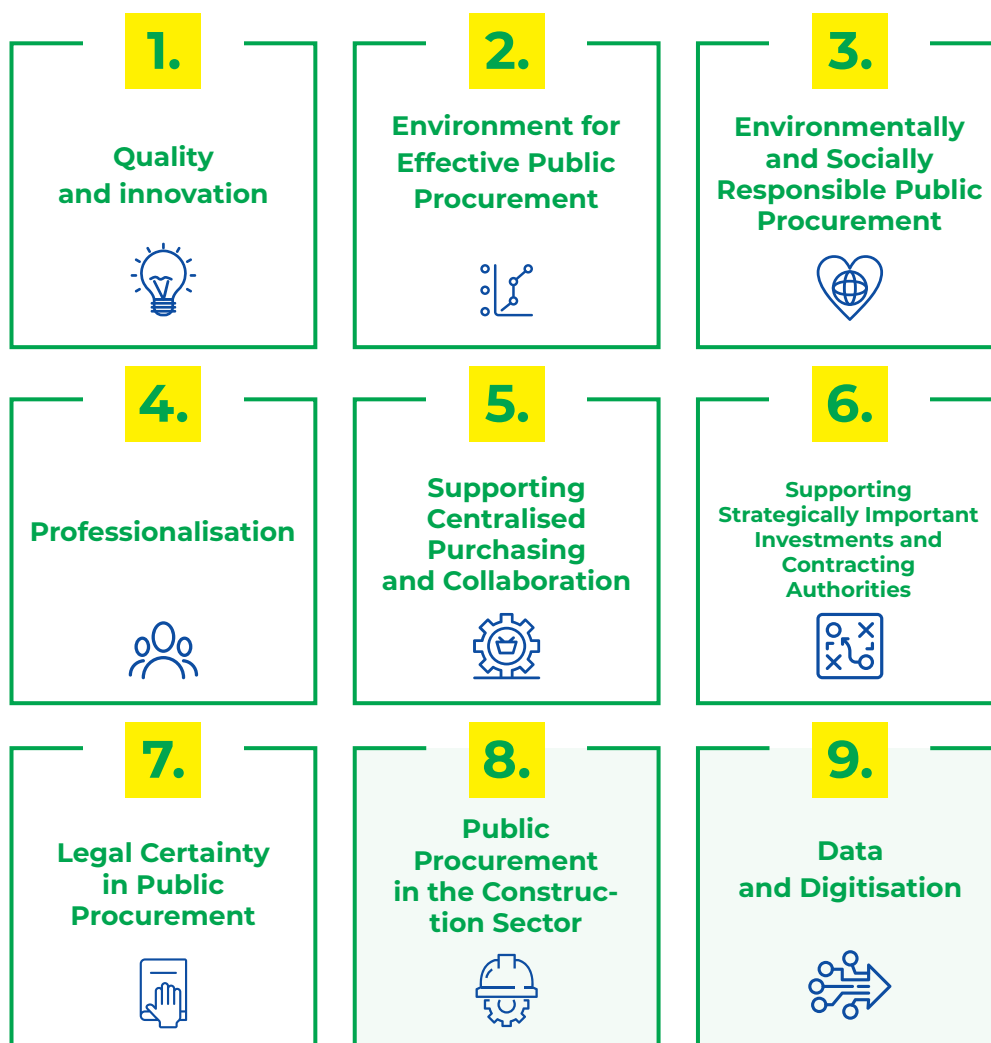 1.
Quality
and innovation
2.
Environment for
Effective Public
Procurement
3.
Environmentally
and Socially
Responsible Public
Procurement
4.
Professionalisation
5.
Supporting
Centralised
Purchasing
and Collaboration
6.
Supporting
Strategically Important
Investments and
Contracting
Authorities
7.
Legal Certainty
in Public
Procurement
8.
Public
Procurement
in the Construc-
tion Sector
9.
Data
and Digitisation